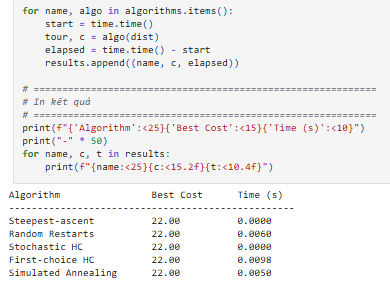 for name, algo in algorithms.items():
    start = time.time()
    tour, c = algo(dist)
    elapsed = time.time() - start
    results.append((name, c, elapsed))
# ====================================================
# In kết quả
# ====================================================
print(f"{'Algorithm':<25}{'Best Cost':<15}{'Time (s)':<10}")
print("-" * 50)
for name, c, t in results:
    print(f"{name:<25}{c:<15.2f}{t:<10.4f}")
Algorithm                Best Cost      Time (s)
--------------------------------------------------
Steepest-ascent          22.00          0.0000
Random Restarts          22.00          0.0060
Stochastic HC            22.00          0.0000
First-choice HC          22.00          0.0098
Simulated Annealing      22.00          0.0050